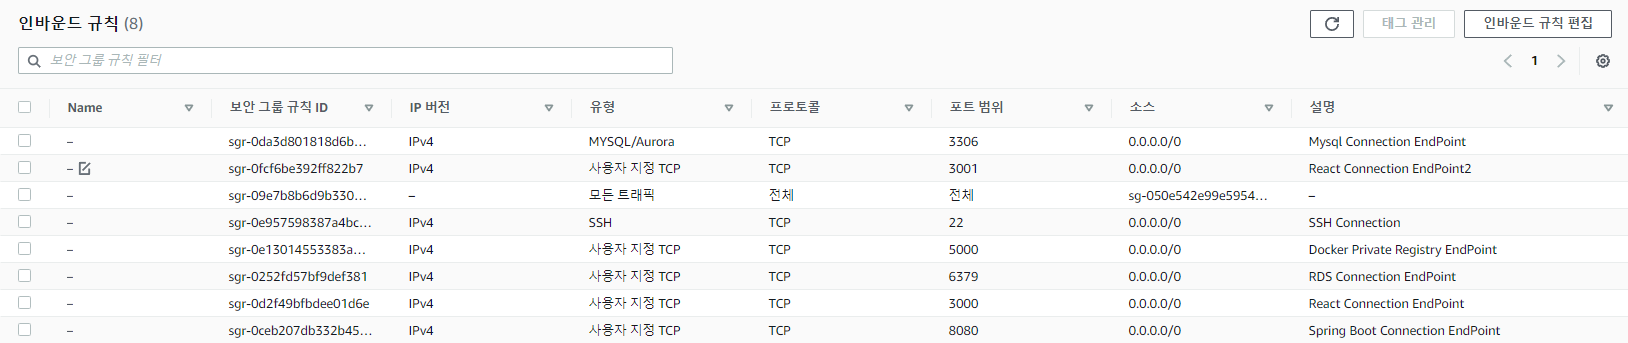 인바운드 규칙 (8)
태그 관리
인바운드 규칙 편집
보안 그룹 규칙 필터
1
Name 보안 그룹 규칙 ID IP 버전 유형 프로토콜 포트 범위 소스 설명
– sgr-0da3d801818d6b... IPv4 MYSQL/Aurora TCP 3306 0.0.0.0/0 Mysql Connection EndPoint
– sgr-0fcf6be392ff822b7 IPv4 사용자 지정 TCP TCP 3001 0.0.0.0/0 React Connection EndPoint2
– sgr-09e7b8b6d9b330... – 모든 트래픽 전체 전체 sg-050e542e99e5954... –
– sgr-0e957598387a4bc... IPv4 SSH TCP 22 0.0.0.0/0 SSH Connection
– sgr-0e13014553383a... IPv4 사용자 지정 TCP TCP 5000 0.0.0.0/0 Docker Private Registry EndPoint
– sgr-0252fd57bf9def381 IPv4 사용자 지정 TCP TCP 6379 0.0.0.0/0 RDS Connection EndPoint
– sgr-0d2f49bfbdee01d6e IPv4 사용자 지정 TCP TCP 3000 0.0.0.0/0 React Connection EndPoint
– sgr-0ceb207db332b45... IPv4 사용자 지정 TCP TCP 8080 0.0.0.0/0 Spring Boot Connection EndPoint